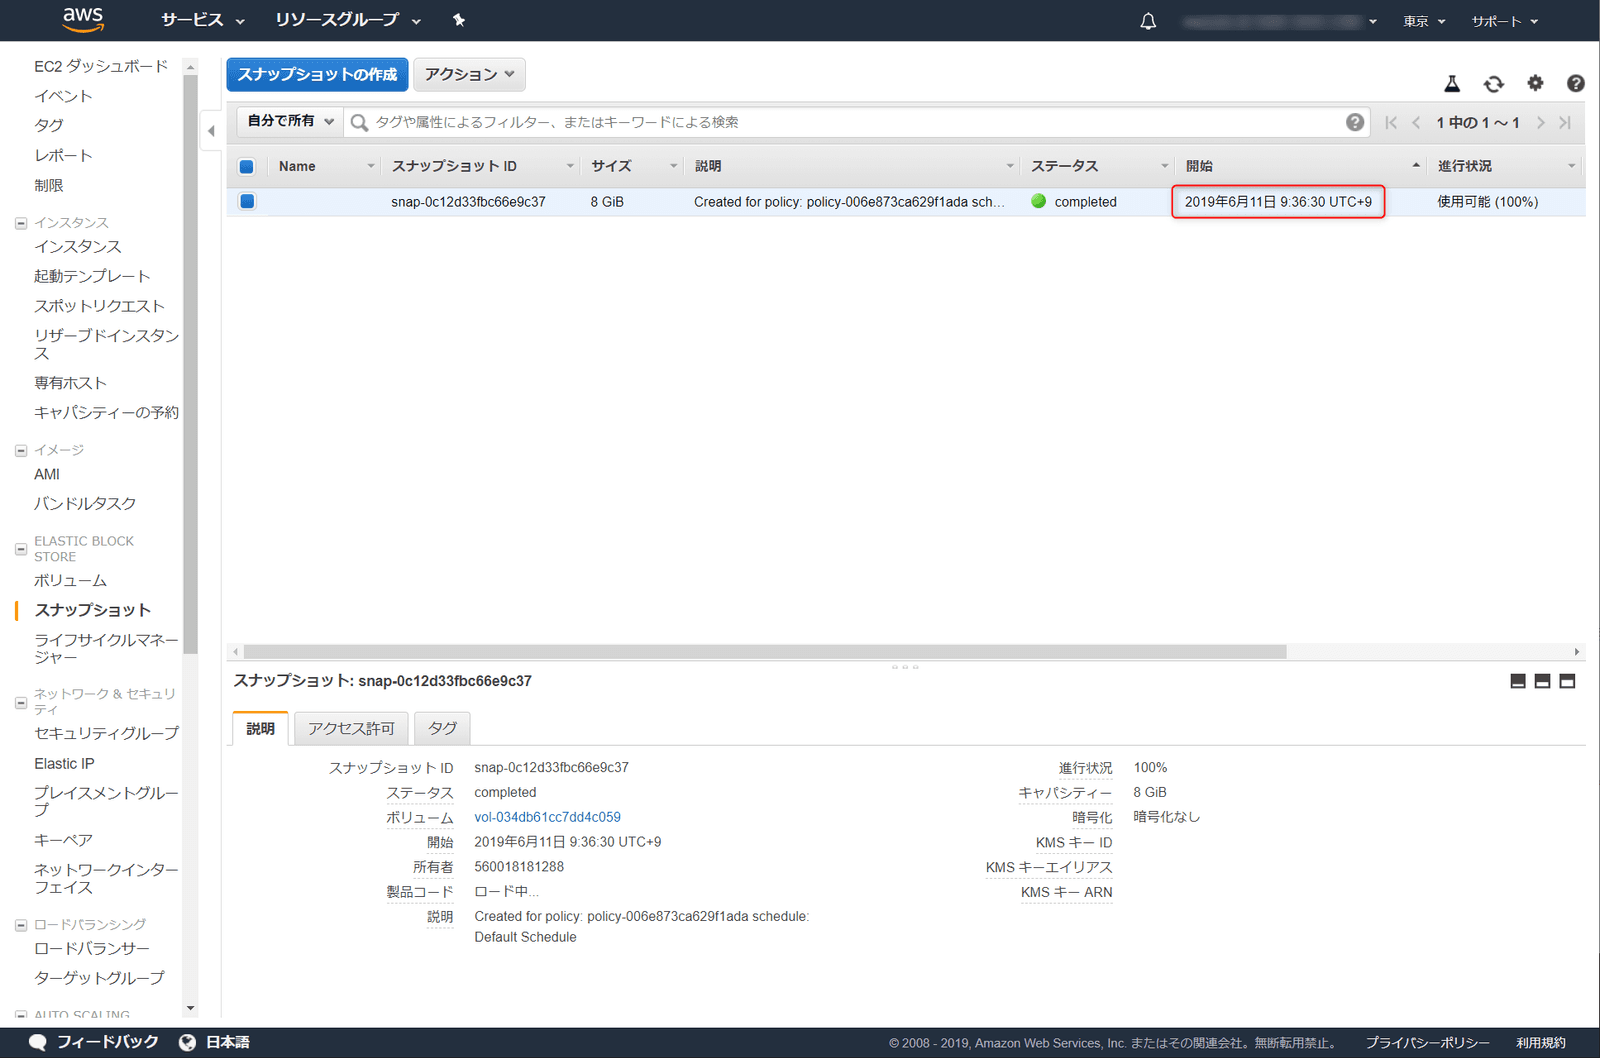 aws サービス リソースグループ 東京 サポート
EC2 ダッシュボード
イベント
タグ
レポート
制限
インスタンス
インスタンス
起動テンプレート
スポットリクエスト
リザーブドインスタン
ス
専有ホスト
キャパシティーの予約
イメージ
AMI
バンドルタスク
ELASTIC BLOCK
STORE
ボリューム
スナップショット
ライフサイクルマネー
ジャー
ネットワーク & セキュリ
ティ
セキュリティグループ
Elastic IP
プレイスメントグルー
プ
キーペア
ネットワークインター
フェイス
ロードバランシング
ロードバランサー
ターゲットグループ
AUTO SCALING
スナップショットの作成 アクション
自分で所有 タグや属性によるフィルター、またはキーワードによる検索 1 中の 1 ～ 1
Name スナップショット ID サイズ 説明 ステータス 開始 進行状況
snap-0c12d33fbc66e9c37 8 GiB Created for policy: policy-006e873ca629f1ada sch... completed 2019年6月11日 9:36:30 UTC+9 使用可能 (100%)
スナップショット: snap-0c12d33fbc66e9c37
説明 アクセス許可 タグ
スナップショット ID snap-0c12d33fbc66e9c37
ステータス completed
ボリューム vol-034db61cc7dd4c059
開始 2019年6月11日 9:36:30 UTC+9
所有者 560018181288
製品コード ロード中...
説明 Created for policy: policy-006e873ca629f1ada schedule:
Default Schedule
進行状況 100%
キャパシティー 8 GiB
暗号化 暗号化なし
KMS キー ID
KMS キーエイリアス
KMS キー ARN
フィードバック 日本語 © 2008 - 2019, Amazon Web Services, Inc. またはその関連会社。無断転用禁止。 プライバシーポリシー 利用規約